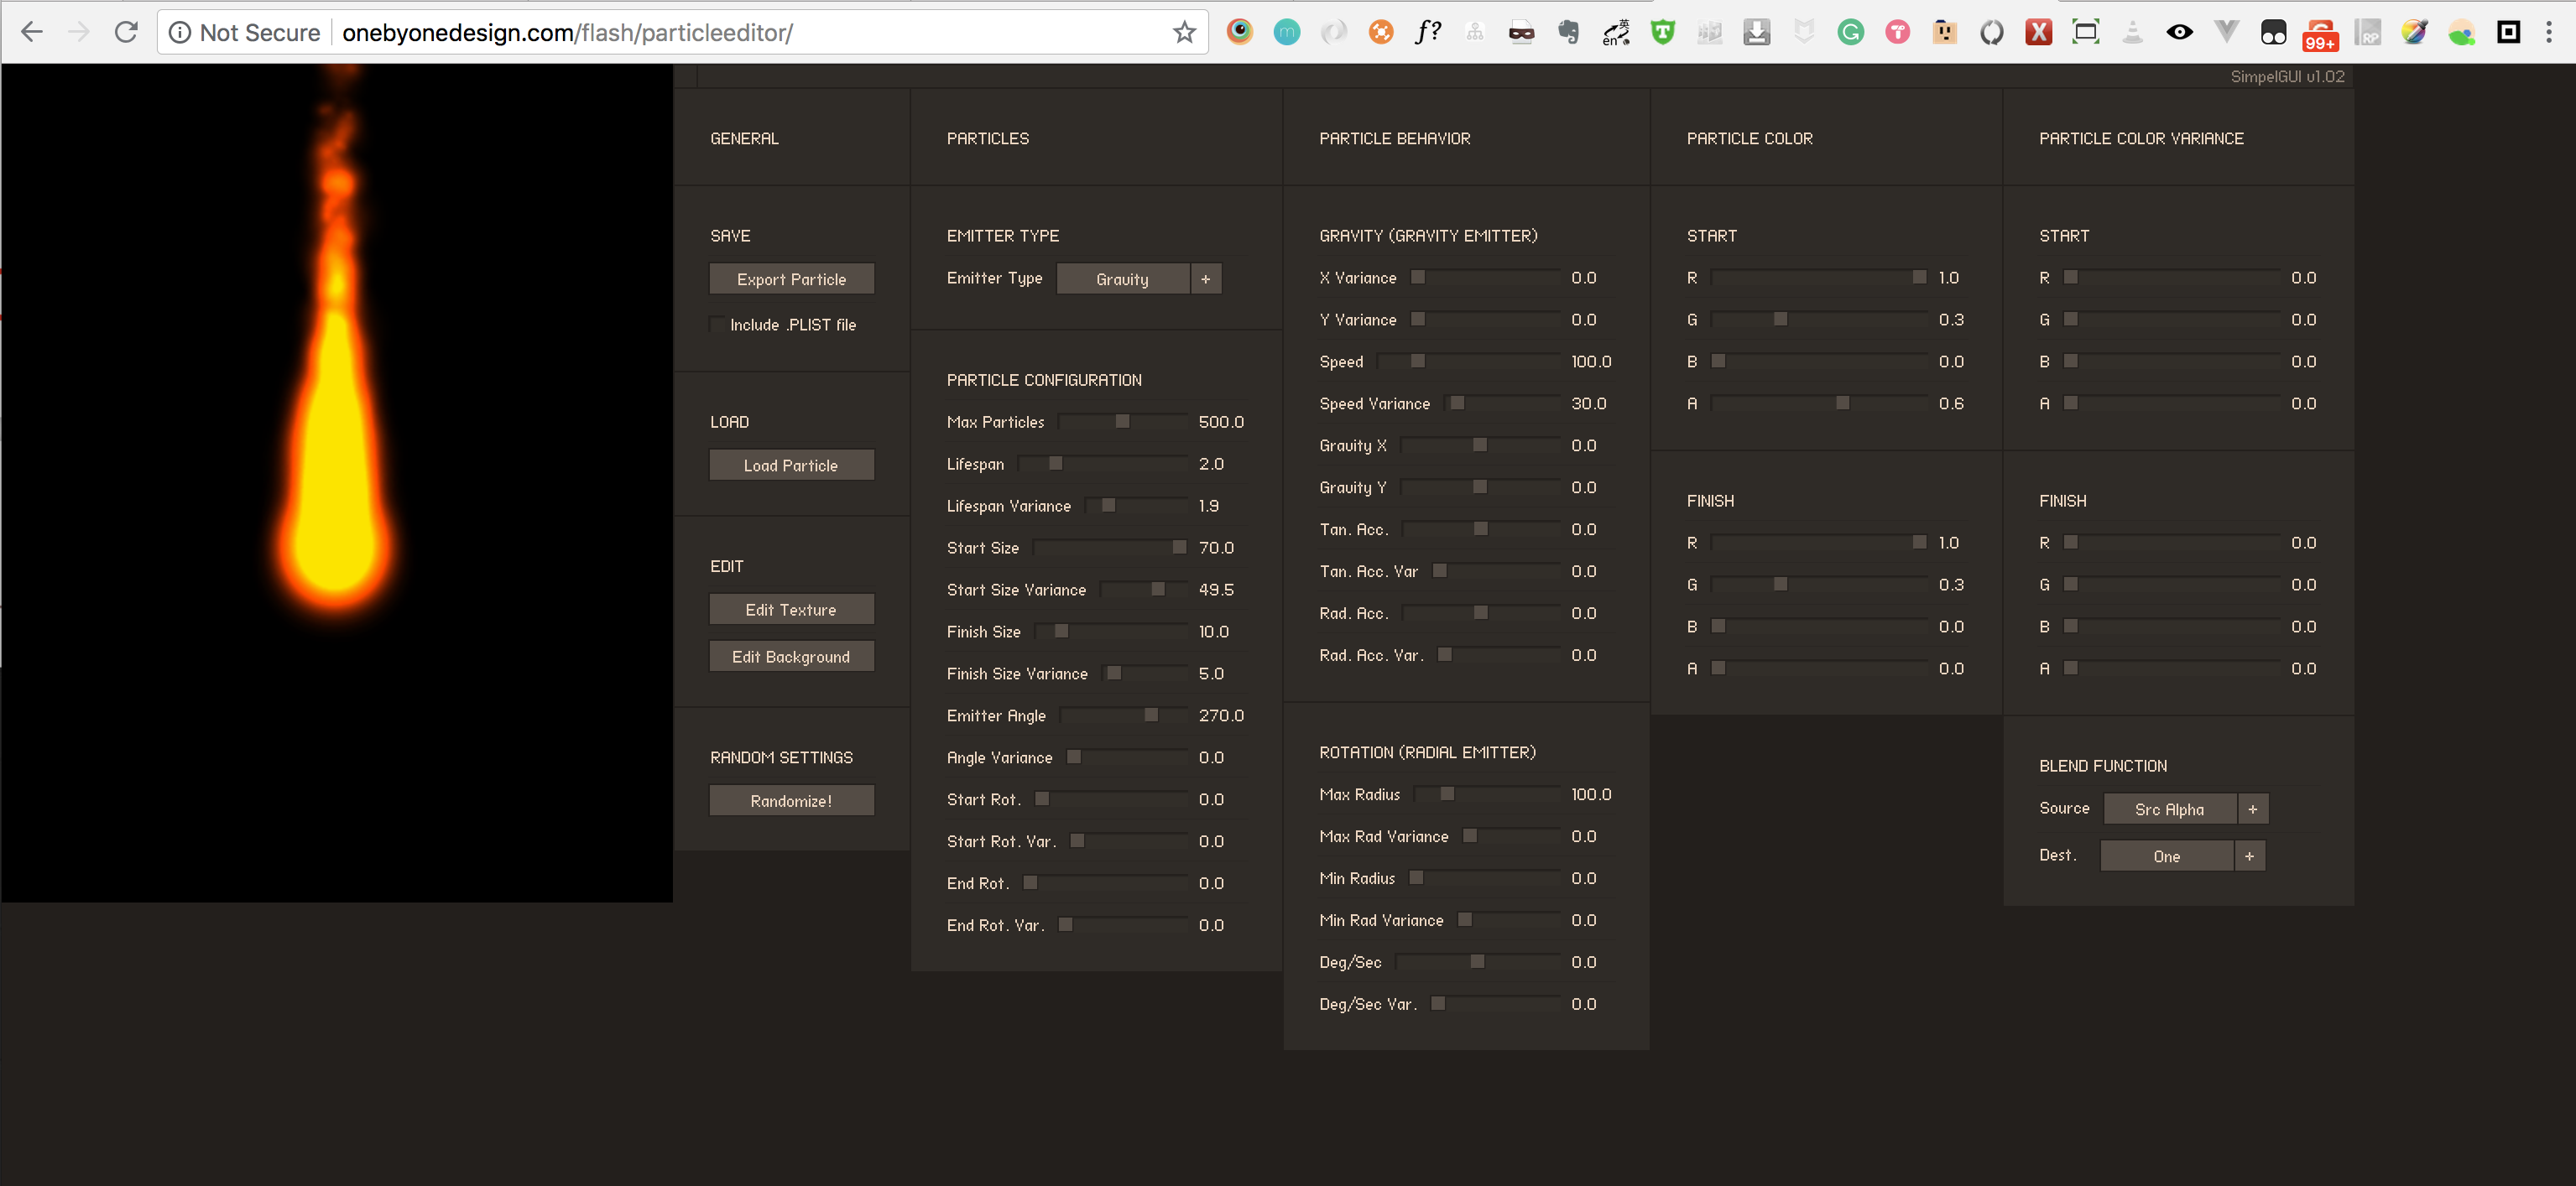 Not Secure onebyonedesign.com/flash/particleeditor/
m
f?
英
en
T
G
T
X
99+
RP
SimpelGUI v1.02
GENERAL
SAVE
Export Particle
Include .PLIST file
LOAD
Load Particle
EDIT
Edit Texture
Edit Background
RANDOM SETTINGS
Randomize!
PARTICLES
EMITTER TYPE
Emitter Type Gravity +
PARTICLE CONFIGURATION
Max Particles 500.0
Lifespan 2.0
Lifespan Variance 1.9
Start Size 70.0
Start Size Variance 49.5
Finish Size 10.0
Finish Size Variance 5.0
Emitter Angle 270.0
Angle Variance 0.0
Start Rot. 0.0
Start Rot. Var. 0.0
End Rot. 0.0
End Rot. Var. 0.0
PARTICLE BEHAVIOR
GRAVITY (GRAVITY EMITTER)
X Variance 0.0
Y Variance 0.0
Speed 100.0
Speed Variance 30.0
Gravity X 0.0
Gravity Y 0.0
Tan. Acc. 0.0
Tan. Acc. Var 0.0
Rad. Acc. 0.0
Rad. Acc. Var. 0.0
ROTATION (RADIAL EMITTER)
Max Radius 100.0
Max Rad Variance 0.0
Min Radius 0.0
Min Rad Variance 0.0
Deg/Sec 0.0
Deg/Sec Var. 0.0
PARTICLE COLOR
START
R 1.0
G 0.3
B 0.0
A 0.6
FINISH
R 1.0
G 0.3
B 0.0
A 0.0
PARTICLE COLOR VARIANCE
START
R 0.0
G 0.0
B 0.0
A 0.0
FINISH
R 0.0
G 0.0
B 0.0
A 0.0
BLEND FUNCTION
Source Src Alpha +
Dest. One +